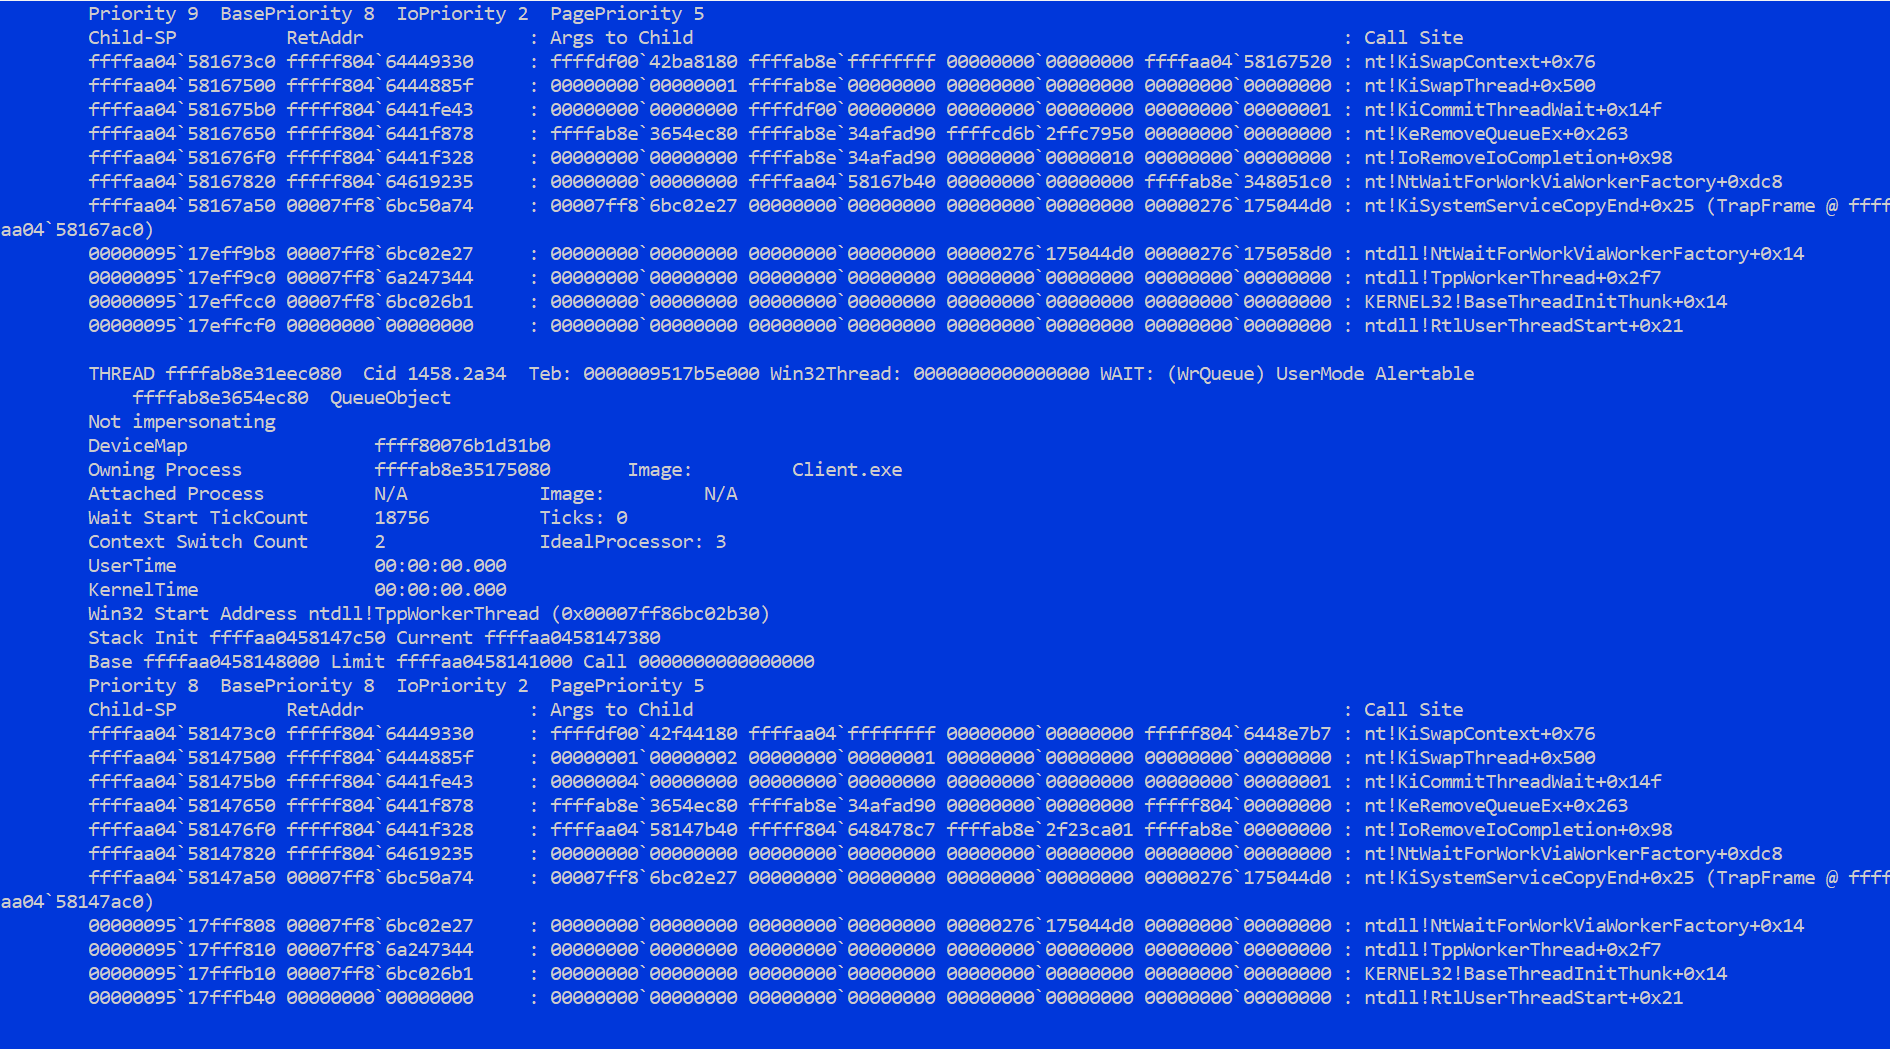 Priority 9  BasePriority 8  IoPriority 2  PagePriority 5
Child-SP          RetAddr               : Args to Child                                                           : Call Site
ffffaa04`581673c0 fffff804`64449330     : ffffdf00`42ba8180 ffffab8e`ffffffff 00000000`00000000 ffffaa04`58167520 : nt!KiSwapContext+0x76
ffffaa04`58167500 fffff804`6444885f     : 00000000`00000001 ffffab8e`00000000 00000000`00000000 00000000`00000000 : nt!KiSwapThread+0x500
ffffaa04`581675b0 fffff804`6441fe43     : 00000000`00000000 ffffdf00`00000000 00000000`00000000 00000000`00000001 : nt!KiCommitThreadWait+0x14f
ffffaa04`58167650 fffff804`6441f878     : ffffab8e`3654ec80 ffffab8e`34afad90 ffffcd6b`2ffc7950 00000000`00000000 : nt!KeRemoveQueueEx+0x263
ffffaa04`581676f0 fffff804`6441f328     : 00000000`00000000 ffffab8e`34afad90 00000000`00000010 00000000`00000000 : nt!IoRemoveIoCompletion+0x98
ffffaa04`58167820 fffff804`64619235     : 00000000`00000000 ffffaa04`58167b40 00000000`00000000 ffffab8e`348051c0 : nt!NtWaitForWorkViaWorkerFactory+0xdc8
ffffaa04`58167a50 00007ff8`6bc50a74     : 00007ff8`6bc02e27 00000000`00000000 00000000`00000000 00000276`175044d0 : nt!KiSystemServiceCopyEnd+0x25 (TrapFrame @ ffff
aa04`58167ac0)
00000095`17eff9b8 00007ff8`6bc02e27     : 00000000`00000000 00000000`00000000 00000276`175044d0 00000276`175058d0 : ntdll!NtWaitForWorkViaWorkerFactory+0x14
00000095`17eff9c0 00007ff8`6a247344     : 00000000`00000000 00000000`00000000 00000000`00000000 00000000`00000000 : ntdll!TppWorkerThread+0x2f7
00000095`17effcc0 00007ff8`6bc026b1     : 00000000`00000000 00000000`00000000 00000000`00000000 00000000`00000000 : KERNEL32!BaseThreadInitThunk+0x14
00000095`17effcf0 00000000`00000000     : 00000000`00000000 00000000`00000000 00000000`00000000 00000000`00000000 : ntdll!RtlUserThreadStart+0x21
THREAD ffffab8e31eec080  Cid 1458.2a34  Teb: 0000009517b5e000 Win32Thread: 0000000000000000 WAIT: (WrQueue) UserMode Alertable
ffffab8e3654ec80  QueueObject
Not impersonating
DeviceMap                 ffff80076b1d31b0
Owning Process            ffffab8e35175080       Image:         Client.exe
Attached Process          N/A            Image:         N/A
Wait Start TickCount      18756          Ticks: 0
Context Switch Count      2              IdealProcessor: 3
UserTime                  00:00:00.000
KernelTime                00:00:00.000
Win32 Start Address ntdll!TppWorkerThread (0x00007ff86bc02b30)
Stack Init ffffaa0458147c50 Current ffffaa0458147380
Base ffffaa0458148000 Limit ffffaa0458141000 Call 0000000000000000
Priority 8  BasePriority 8  IoPriority 2  PagePriority 5
Child-SP          RetAddr               : Args to Child                                                           : Call Site
ffffaa04`581473c0 fffff804`64449330     : ffffdf00`42f44180 ffffaa04`ffffffff 00000000`00000000 fffff804`6448e7b7 : nt!KiSwapContext+0x76
ffffaa04`58147500 fffff804`6444885f     : 00000001`00000002 00000000`00000001 00000000`00000000 00000000`00000000 : nt!KiSwapThread+0x500
ffffaa04`581475b0 fffff804`6441fe43     : 00000004`00000000 00000000`00000000 00000000`00000000 00000000`00000001 : nt!KiCommitThreadWait+0x14f
ffffaa04`58147650 fffff804`6441f878     : ffffab8e`3654ec80 ffffab8e`34afad90 00000000`00000000 fffff804`00000000 : nt!KeRemoveQueueEx+0x263
ffffaa04`581476f0 fffff804`6441f328     : ffffaa04`58147b40 fffff804`648478c7 ffffab8e`2f23ca01 ffffab8e`00000000 : nt!IoRemoveIoCompletion+0x98
ffffaa04`58147820 fffff804`64619235     : 00000000`00000000 00000000`00000000 00000000`00000000 00000000`00000000 : nt!NtWaitForWorkViaWorkerFactory+0xdc8
ffffaa04`58147a50 00007ff8`6bc50a74     : 00007ff8`6bc02e27 00000000`00000000 00000000`00000000 00000276`175044d0 : nt!KiSystemServiceCopyEnd+0x25 (TrapFrame @ ffff
aa04`58147ac0)
00000095`17fff808 00007ff8`6bc02e27     : 00000000`00000000 00000000`00000000 00000276`175044d0 00000000`00000000 : ntdll!NtWaitForWorkViaWorkerFactory+0x14
00000095`17fff810 00007ff8`6a247344     : 00000000`00000000 00000000`00000000 00000000`00000000 00000000`00000000 : ntdll!TppWorkerThread+0x2f7
00000095`17fffb10 00007ff8`6bc026b1     : 00000000`00000000 00000000`00000000 00000000`00000000 00000000`00000000 : KERNEL32!BaseThreadInitThunk+0x14
00000095`17fffb40 00000000`00000000     : 00000000`00000000 00000000`00000000 00000000`00000000 00000000`00000000 : ntdll!RtlUserThreadStart+0x21